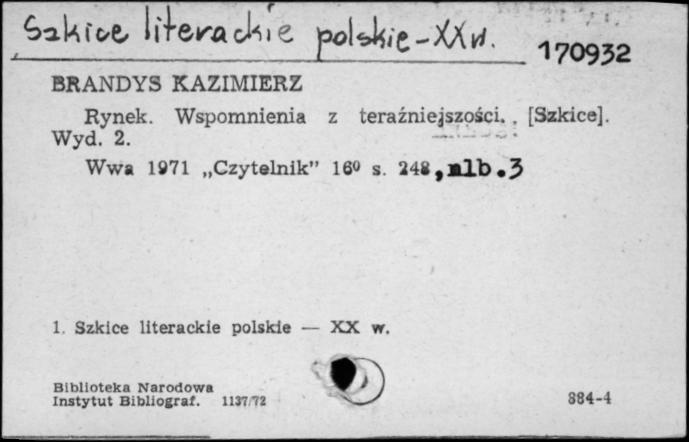 Szkice literackie polskie-XXw.
170932
BRANDYS KAZIMIERZ
Rynek. Wspomnienia z teraźniejszości. . [Szkice].
Wyd. 2.
Wwa 1971 „Czytelnik” 16⁰ s. 248, nlb.3
1. Szkice literackie polskie — XX w.
Biblioteka Narodowa
Instytut Bibliograf. 1137/72
884-4